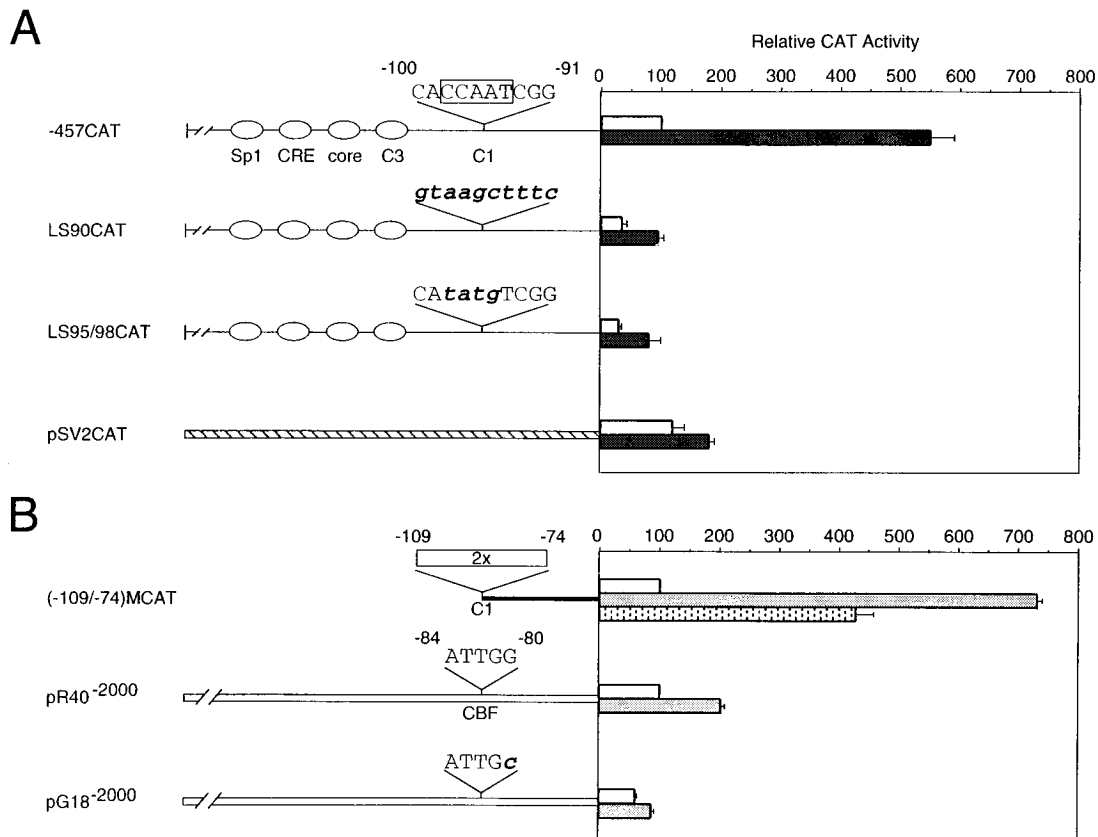 A
Relative CAT Activity
0 100 200 300 400 500 600 700 800
-100 -91
CACCAATCGG
-457CAT
Sp1 CRE core C3 C1
gtaagctttc
LS90CAT
CAtatgTCGG
LS95/98CAT
pSV2CAT
B
0 100 200 300 400 500 600 700 800
-109 -74
2x
(-109/-74)MCAT
C1
-84 -80
ATTGG
pR40-2000
CBF
ATTGc
pG18-2000